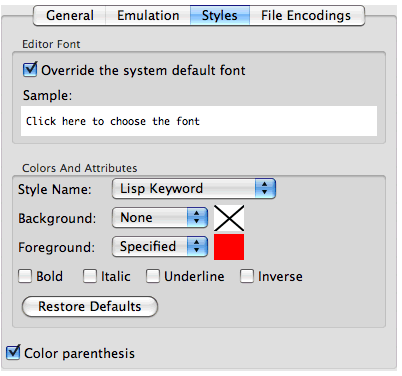 General Emulation Styles File Encodings
Editor Font
Override the system default font
Sample:
Click here to choose the font
Colors And Attributes
Style Name: Lisp Keyword
Background: None
Foreground: Specified
Bold Italic Underline Inverse
Restore Defaults
Color parenthesis